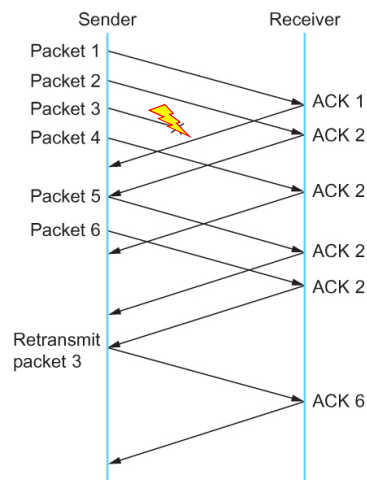 Sender
Receiver
Packet 1
Packet 2
Packet 3
Packet 4
Packet 5
Packet 6
Retransmit
packet 3
ACK 1
ACK 2
ACK 2
ACK 2
ACK 2
ACK 6